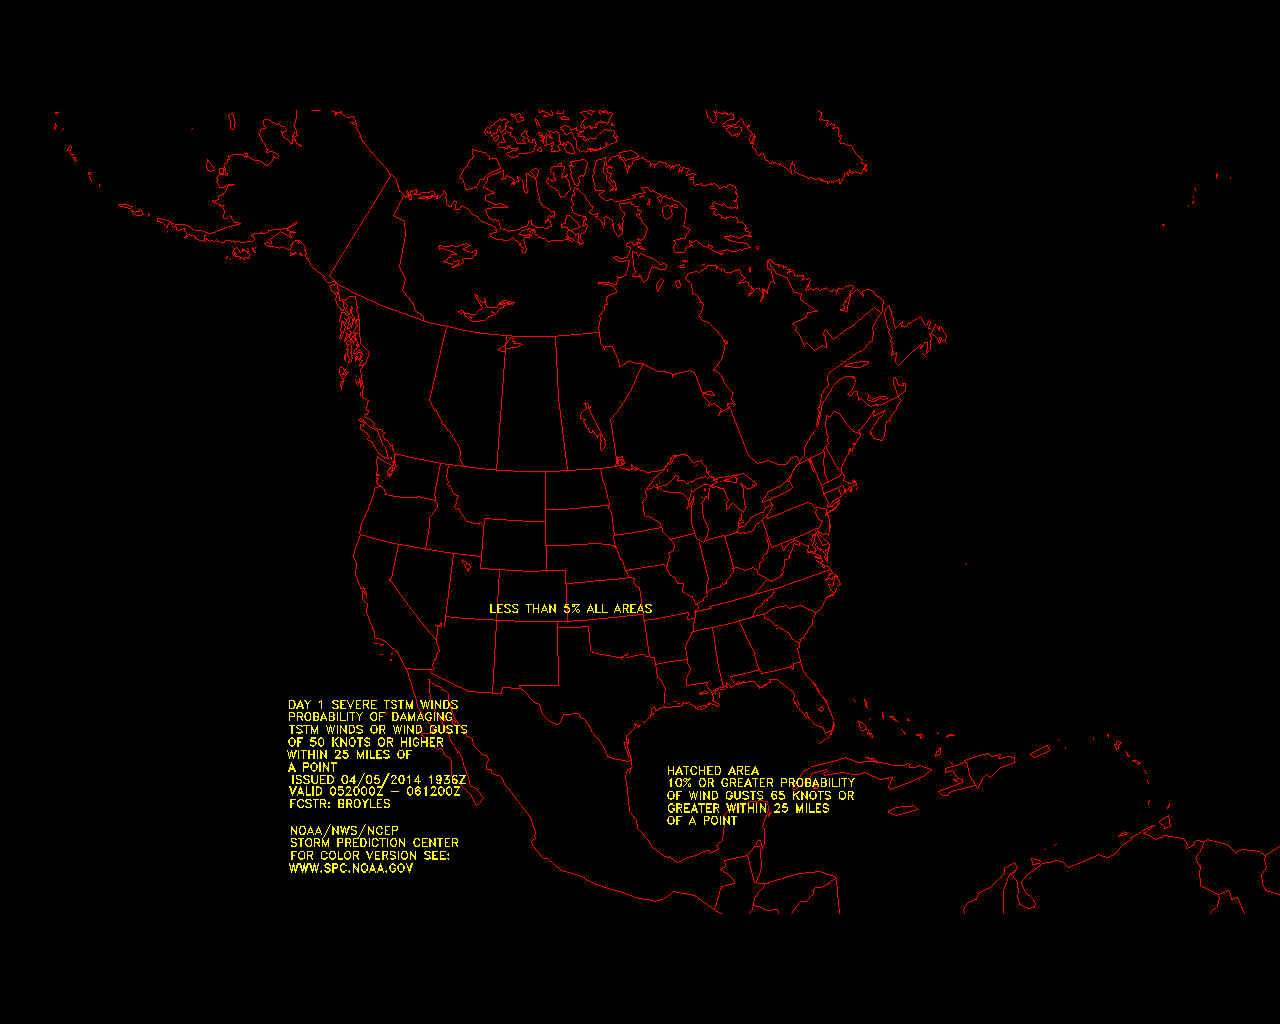 LESS THAN 5% ALL AREAS
DAY 1 SEVERE TSTM WINDS
PROBABILITY OF DAMAGING
TSTM WINDS OR WIND GUSTS
OF 50 KNOTS OR HIGHER
WITHIN 25 MILES OF
A POINT
ISSUED 04/05/2014 1936Z
VALID 052000Z - 061200Z
FCSTR: BROYLES
NOAA/NWS/NCEP
STORM PREDICTION CENTER
FOR COLOR VERSION SEE:
WWW.SPC.NOAA.GOV
HATCHED AREA
10% OR GREATER PROBABILITY
OF WIND GUSTS 65 KNOTS OR
GREATER WITHIN 25 MILES
OF A POINT